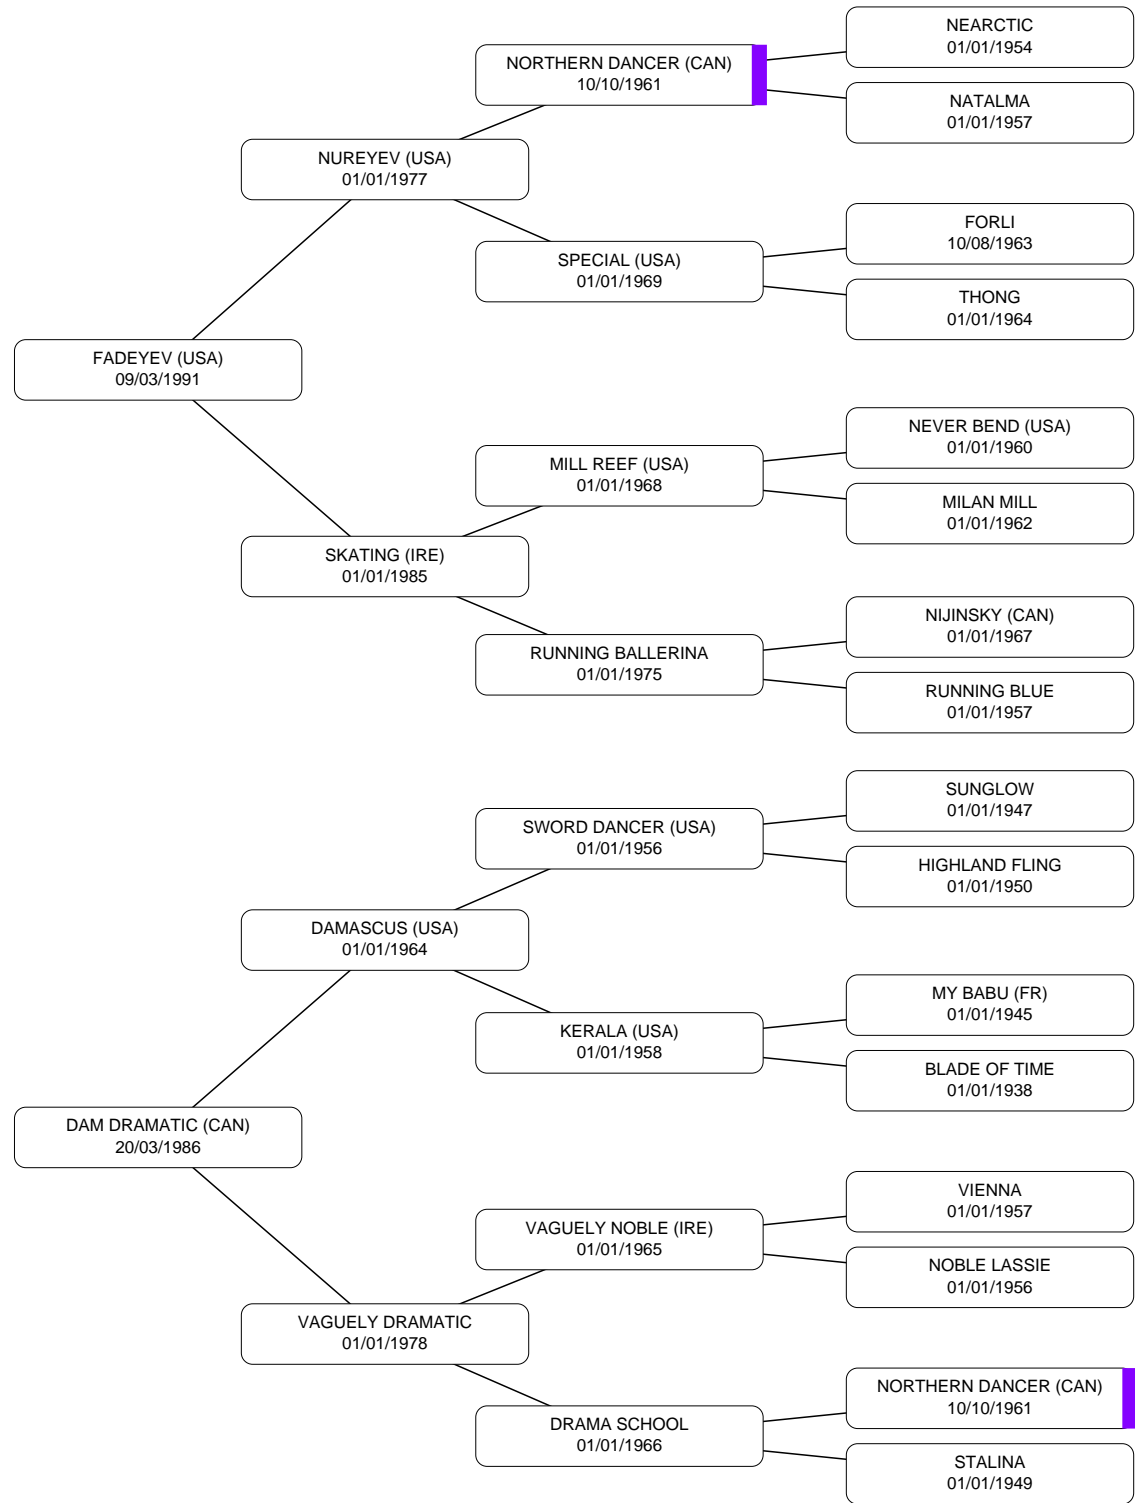 NEARCTIC
01/01/1954
NORTHERN DANCER (CAN)
10/10/1961
NATALMA
01/01/1957
NUREYEV (USA)
01/01/1977
FORLI
10/08/1963
SPECIAL (USA)
01/01/1969
THONG
01/01/1964
FADEYEV (USA)
09/03/1991
NEVER BEND (USA)
01/01/1960
MILL REEF (USA)
01/01/1968
MILAN MILL
01/01/1962
SKATING (IRE)
01/01/1985
NIJINSKY (CAN)
01/01/1967
RUNNING BALLERINA
01/01/1975
RUNNING BLUE
01/01/1957
SUNGLOW
01/01/1947
SWORD DANCER (USA)
01/01/1956
HIGHLAND FLING
01/01/1950
DAMASCUS (USA)
01/01/1964
MY BABU (FR)
01/01/1945
KERALA (USA)
01/01/1958
BLADE OF TIME
01/01/1938
DAM DRAMATIC (CAN)
20/03/1986
VIENNA
01/01/1957
VAGUELY NOBLE (IRE)
01/01/1965
NOBLE LASSIE
01/01/1956
VAGUELY DRAMATIC
01/01/1978
NORTHERN DANCER (CAN)
10/10/1961
DRAMA SCHOOL
01/01/1966
STALINA
01/01/1949